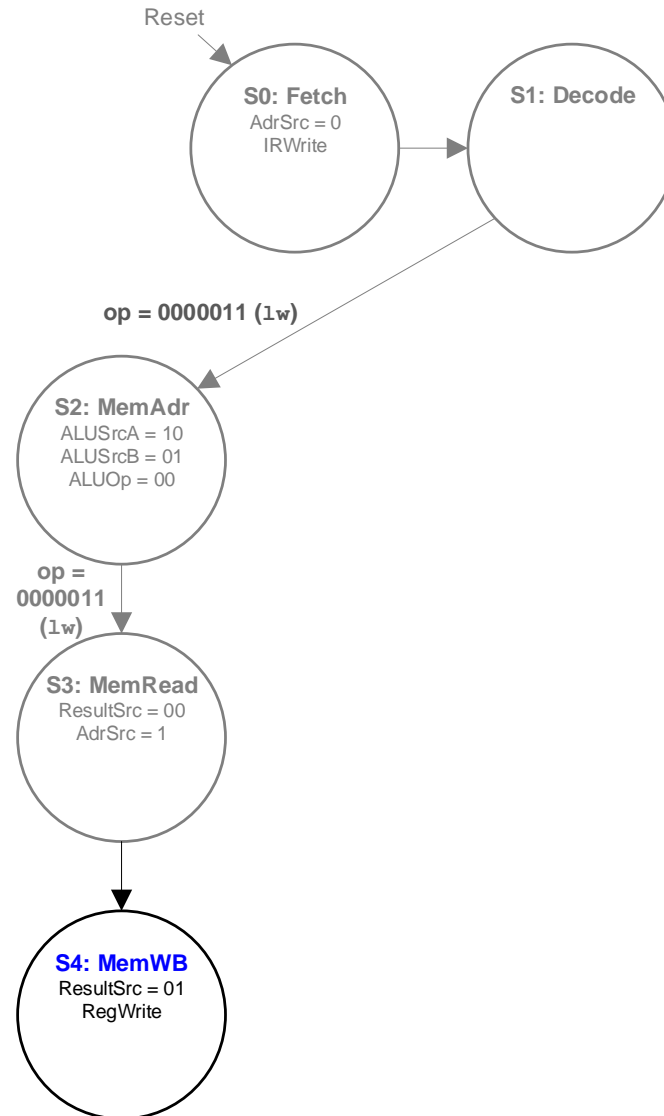 Reset
S0: Fetch
AdrSrc = 0
IRWrite
S1: Decode
op = 0000011 (lw)
S2: MemAdr
ALUSrcA = 10
ALUSrcB = 01
ALUOp = 00
op =
0000011
(lw)
S3: MemRead
ResultSrc = 00
AdrSrc = 1
S4: MemWB
ResultSrc = 01
RegWrite